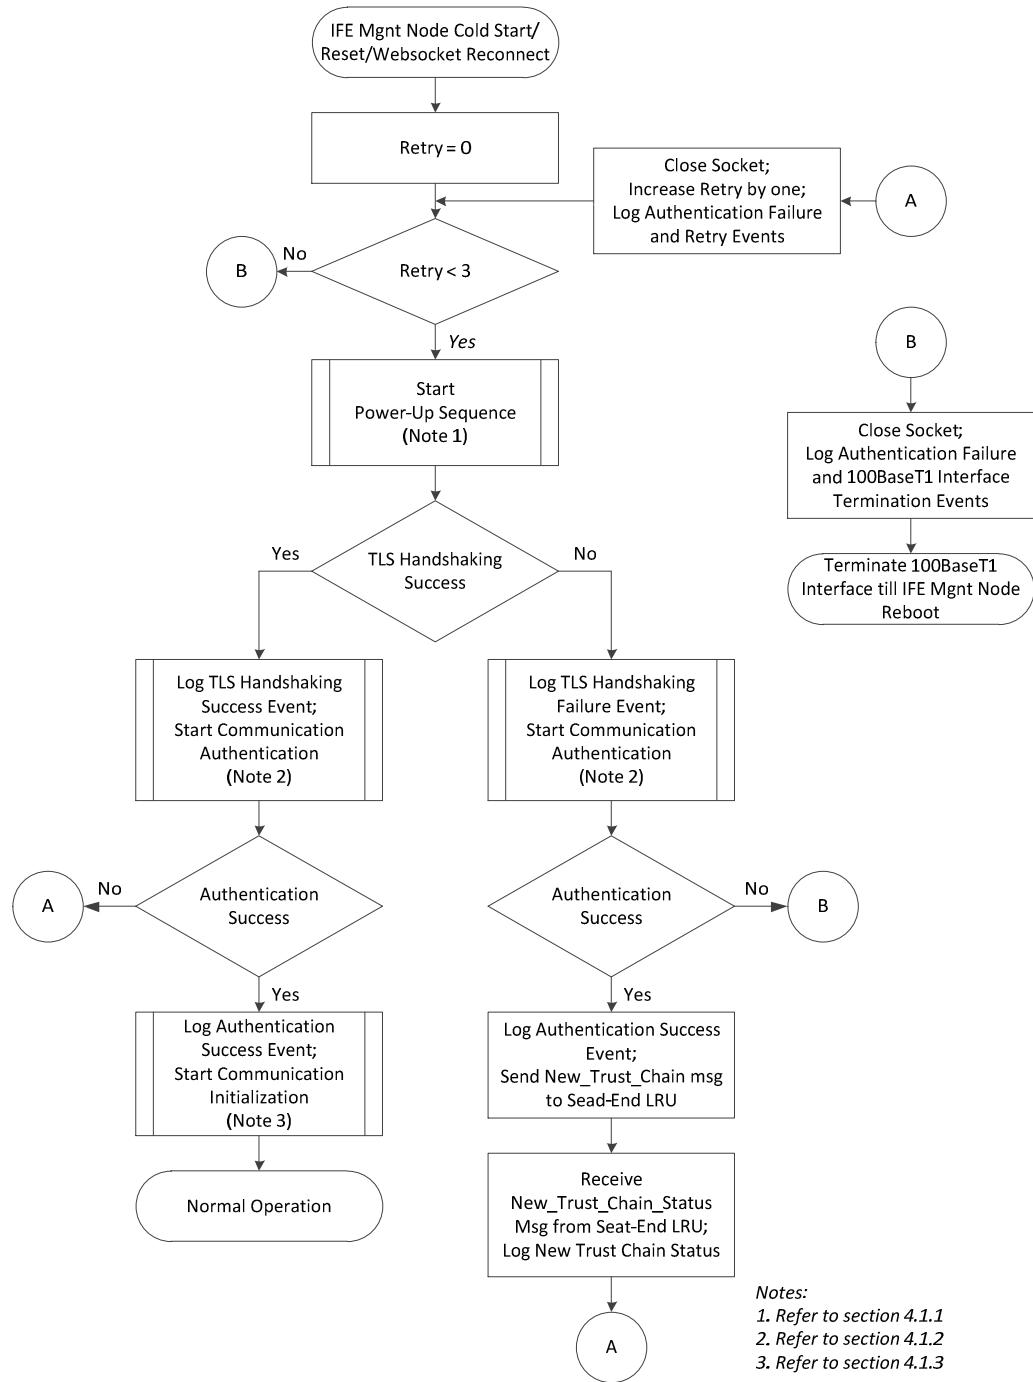 IFE Mgnt Node Cold Start/
Reset/Websocket Reconnect
Retry = 0
Close Socket;
Increase Retry by one;
Log Authentication Failure
and Retry Events
A
B
No
Retry < 3
Yes
B
Start
Power-Up Sequence
(Note 1)
Close Socket;
Log Authentication Failure
and 100BaseT1 Interface
Termination Events
Yes
TLS Handshaking
Success
No
Terminate 100BaseT1
Interface till IFE Mgnt Node
Reboot
Log TLS Handshaking
Success Event;
Start Communication
Authentication
(Note 2)
Log TLS Handshaking
Failure Event;
Start Communication
Authentication
(Note 2)
A
No
Authentication
Success
Authentication
Success
No
B
Yes
Yes
Log Authentication
Success Event;
Start Communication
Initialization
(Note 3)
Log Authentication Success
Event;
Send New_Trust_Chain msg
to Sead-End LRU
Normal Operation
Receive
New_Trust_Chain_Status
Msg from Seat-End LRU;
Log New Trust Chain Status
A
Notes:
1. Refer to section 4.1.1
2. Refer to section 4.1.2
3. Refer to section 4.1.3